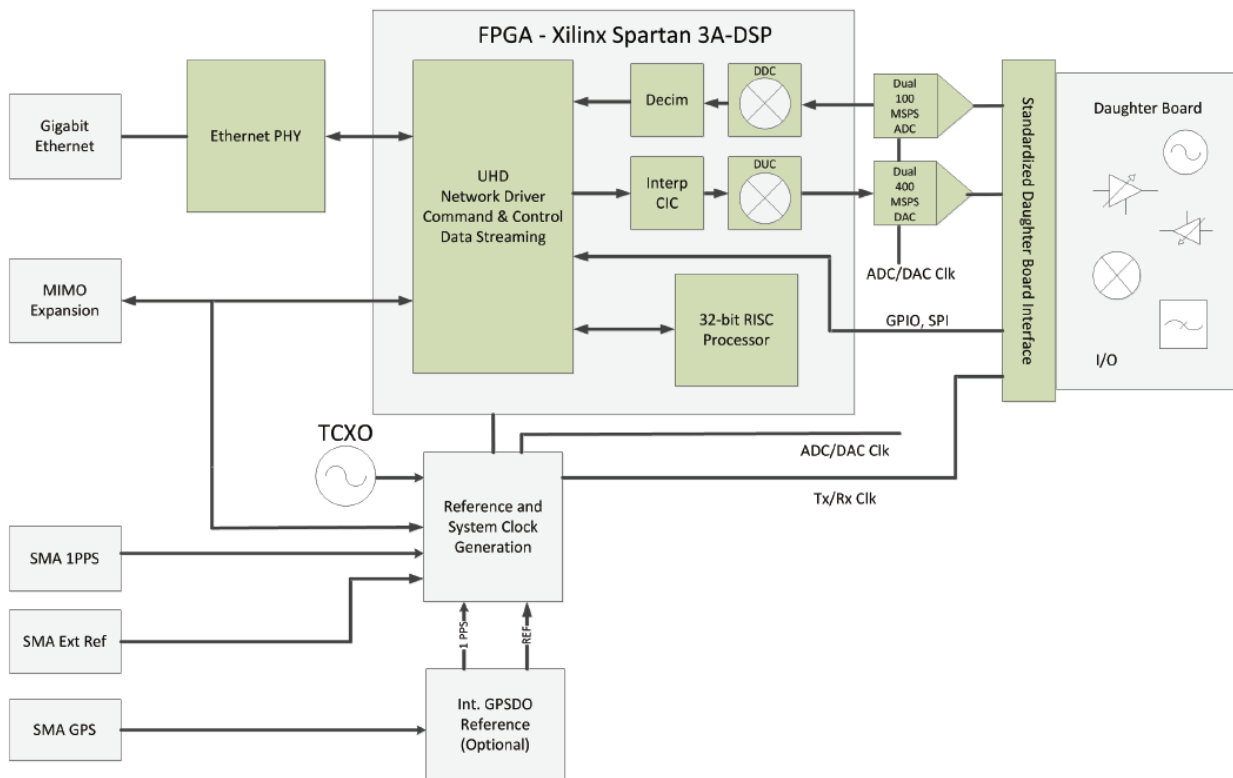 FPGA - Xilinx Spartan 3A-DSP
Gigabit
Ethernet
Ethernet PHY
UHD
Network Driver
Command & Control
Data Streaming
Decim
DDC
Dual
100
MSPS
ADC
Interp
CIC
DUC
Dual
400
MSPS
DAC
ADC/DAC Clk
Standardized Daughter Board Interface
Daughter Board
I/O
MIMO
Expansion
32-bit RISC
Processor
GPIO, SPI
TCXO
ADC/DAC Clk
Tx/Rx Clk
Reference and
System Clock
Generation
SMA 1PPS
SMA Ext Ref
1 PPS
REF
SMA GPS
Int. GPSDO
Reference
(Optional)